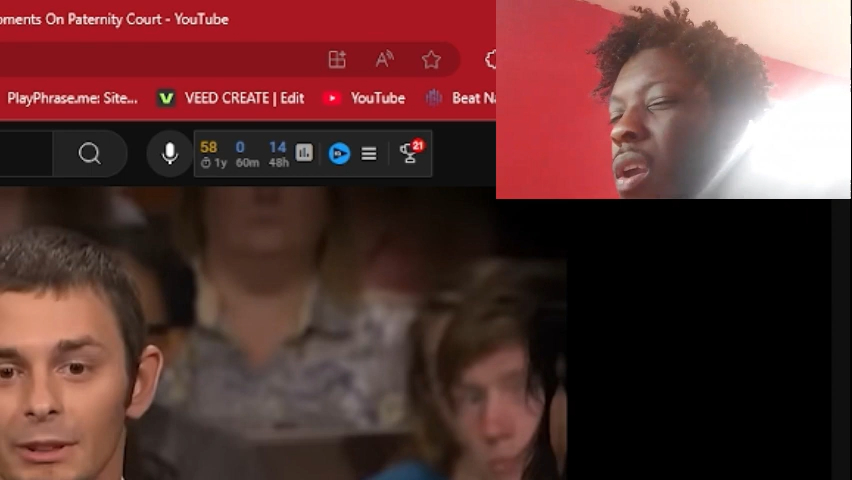 oments On Paternity Court - YouTube
PlayPhrase.me: Site... VEED CREATE | Edit YouTube Beat Na
58 0 14 21
1y 60m 48h